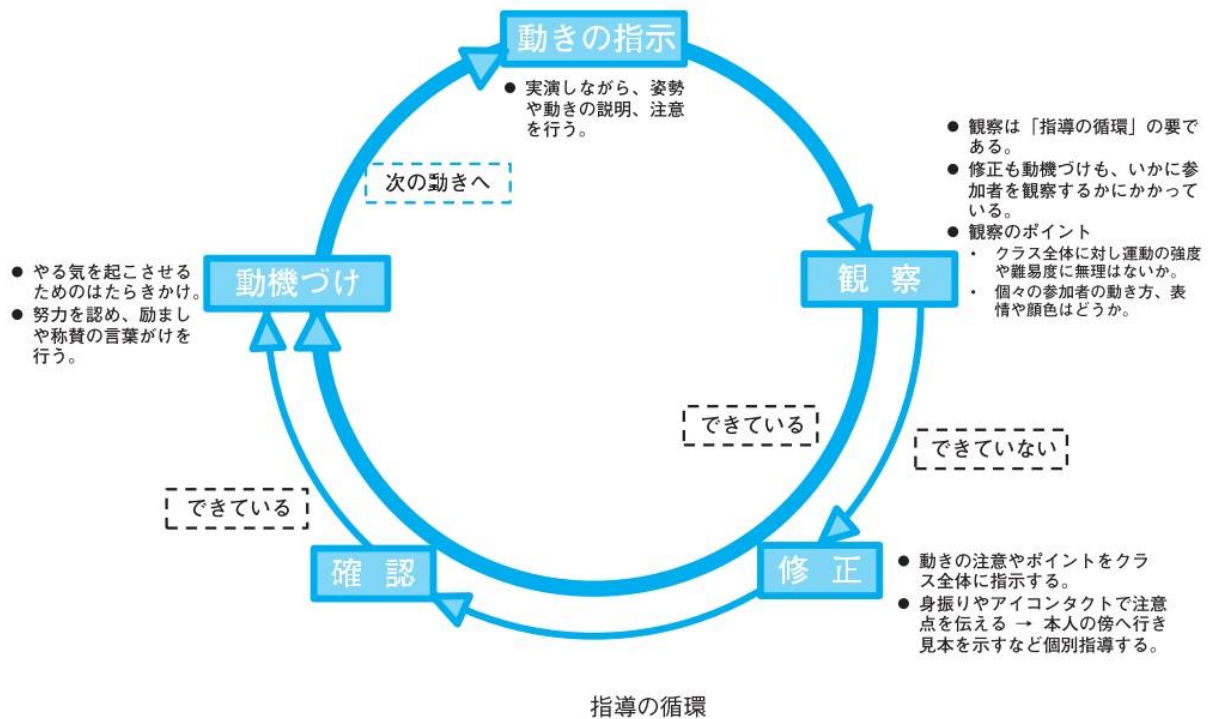 動きの指示
● 実演しながら、姿勢
や動きの説明、注意
を行う。
次の動きへ
● 観察は「指導の循環」の要で
ある。
● 修正も動機づけも、いかに参
加者を観察するかにかかって
いる。
● 観察のポイント
・ クラス全体に対し運動の強度
や難易度に無理はないか。
・ 個々の参加者の動き方、表
情や顔色はどうか。
観 察
動機づけ
● やる気を起こさせる
ためのはたらきかけ。
● 努力を認め、励まし
や称賛の言葉がけを
行う。
できている
できていない
できている
確 認
修 正
● 動きの注意やポイントをクラ
ス全体に指示する。
● 身振りやアイコンタクトで注意
点を伝える → 本人の傍へ行き
見本を示すなど個別指導する。
指導の循環